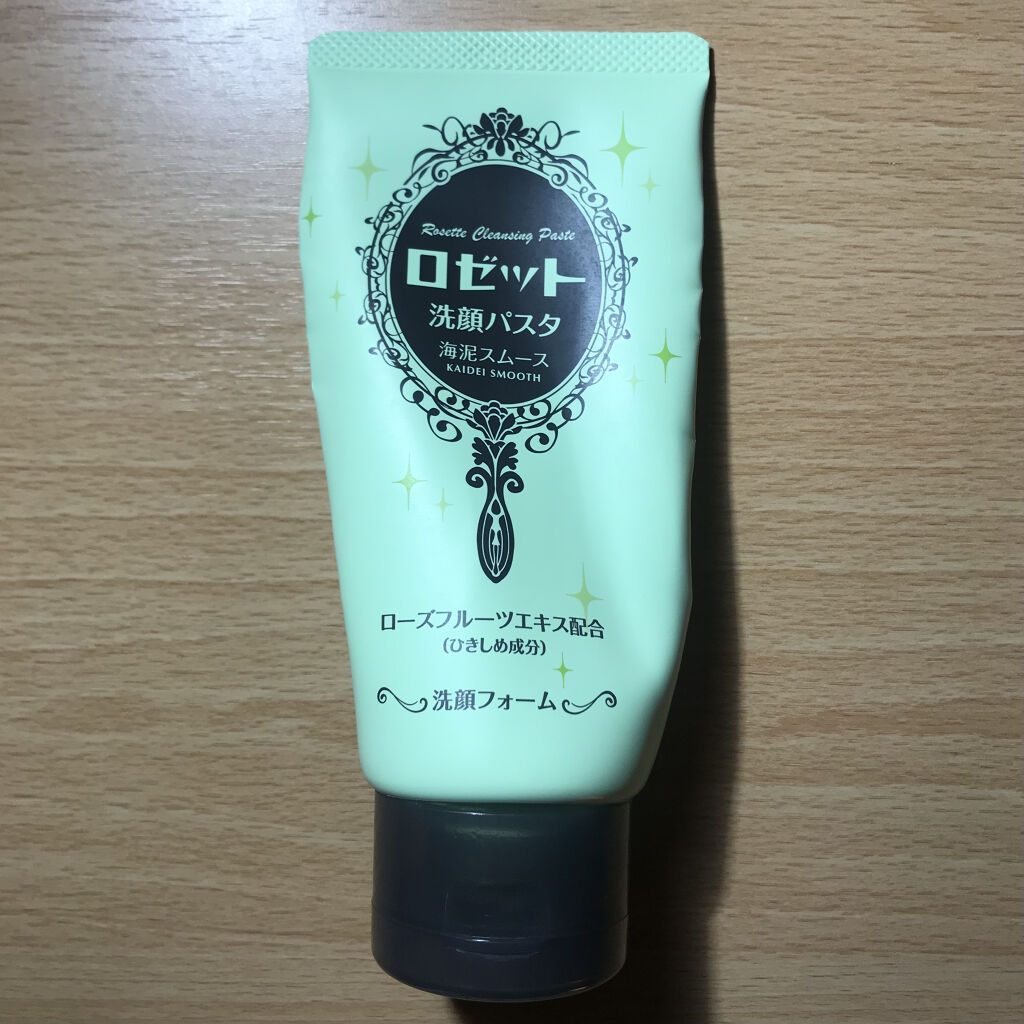 Rosette Cleansing Paste
ロゼット
洗顔パスタ
海泥スムース
KAIDEI SMOOTH
ローズフルーツエキス配合
(ひきしめ成分)
洗顔フォーム